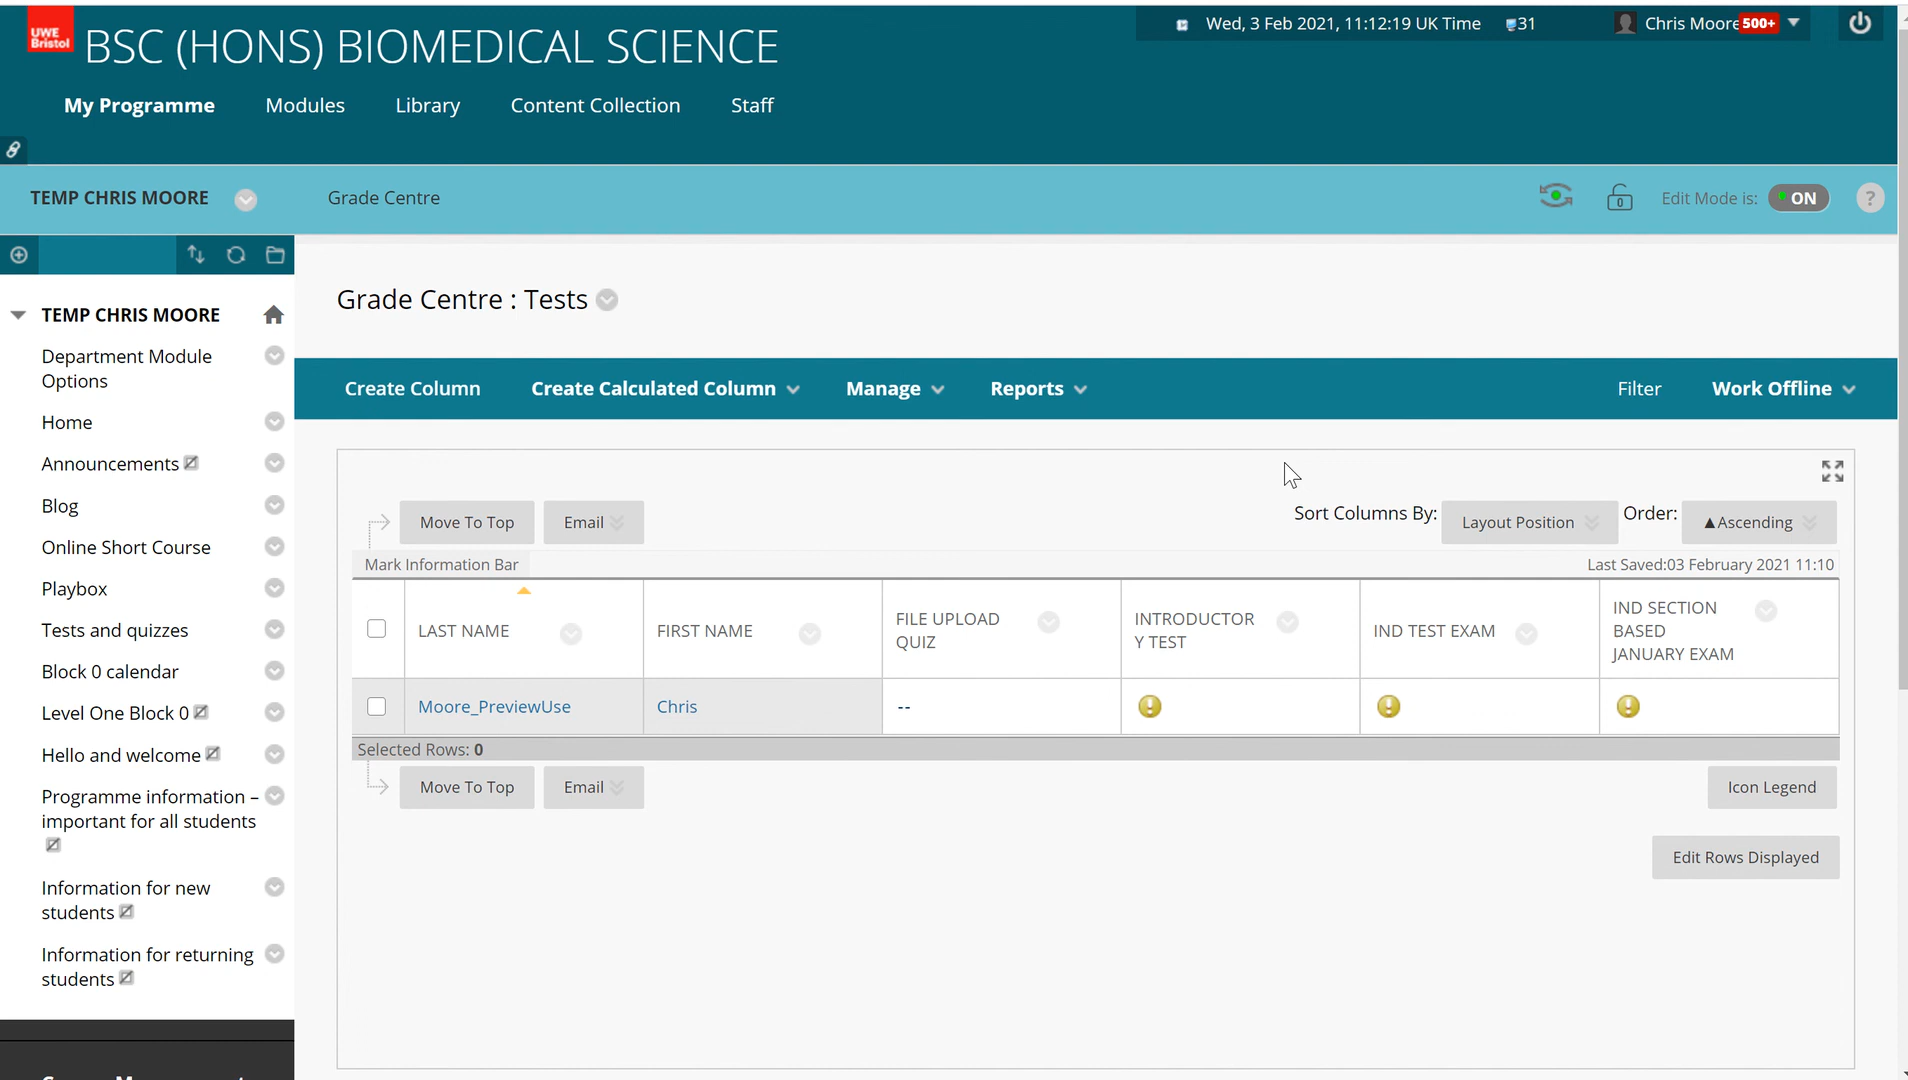 UWE
Bristol
BSC (HONS) BIOMEDICAL SCIENCE
Wed, 3 Feb 2021, 11:12:19 UK Time
31
Chris Moore
500+
My Programme
Modules
Library
Content Collection
Staff
TEMP CHRIS MOORE
Grade Centre
Edit Mode is:
ON
?
TEMP CHRIS MOORE
Department Module
Options
Home
Announcements
Blog
Online Short Course
Playbox
Tests and quizzes
Block 0 calendar
Level One Block 0
Hello and welcome
Programme information –
important for all students
Information for new
students
Information for returning
students
Grade Centre : Tests
Create Column
Create Calculated Column
Manage
Reports
Filter
Work Offline
Move To Top
Email
Sort Columns By:
Layout Position
Order:
▲Ascending
Mark Information Bar
Last Saved:03 February 2021 11:10
LAST NAME
FIRST NAME
FILE UPLOAD
QUIZ
INTRODUCTOR
Y TEST
IND TEST EXAM
IND SECTION
BASED
JANUARY EXAM
Moore_PreviewUse
Chris
--
Selected Rows: 0
Move To Top
Email
Icon Legend
Edit Rows Displayed